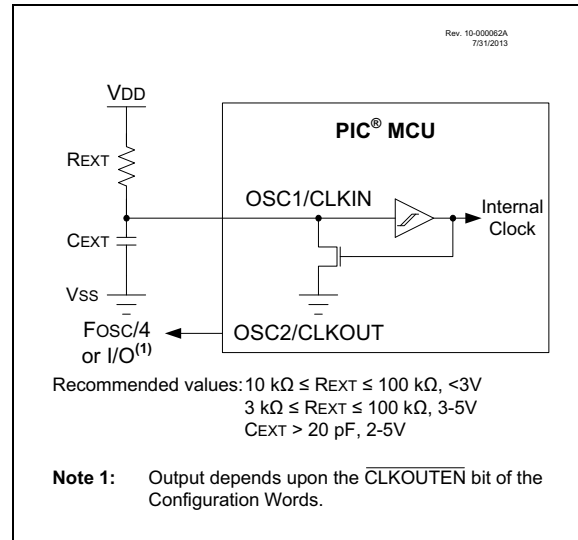 Rev. 10-000062A
7/31/2013
VDD
PIC® MCU
REXT
OSC1/CLKIN
Internal
Clock
CEXT
VSS
FOSC/4
or I/O(1)
OSC2/CLKOUT
Recommended values: 10 kΩ ≤ REXT ≤ 100 kΩ, <3V
3 kΩ ≤ REXT ≤ 100 kΩ, 3-5V
CEXT > 20 pF, 2-5V
Note 1: Output depends upon the CLKOUTEN bit of the
Configuration Words.